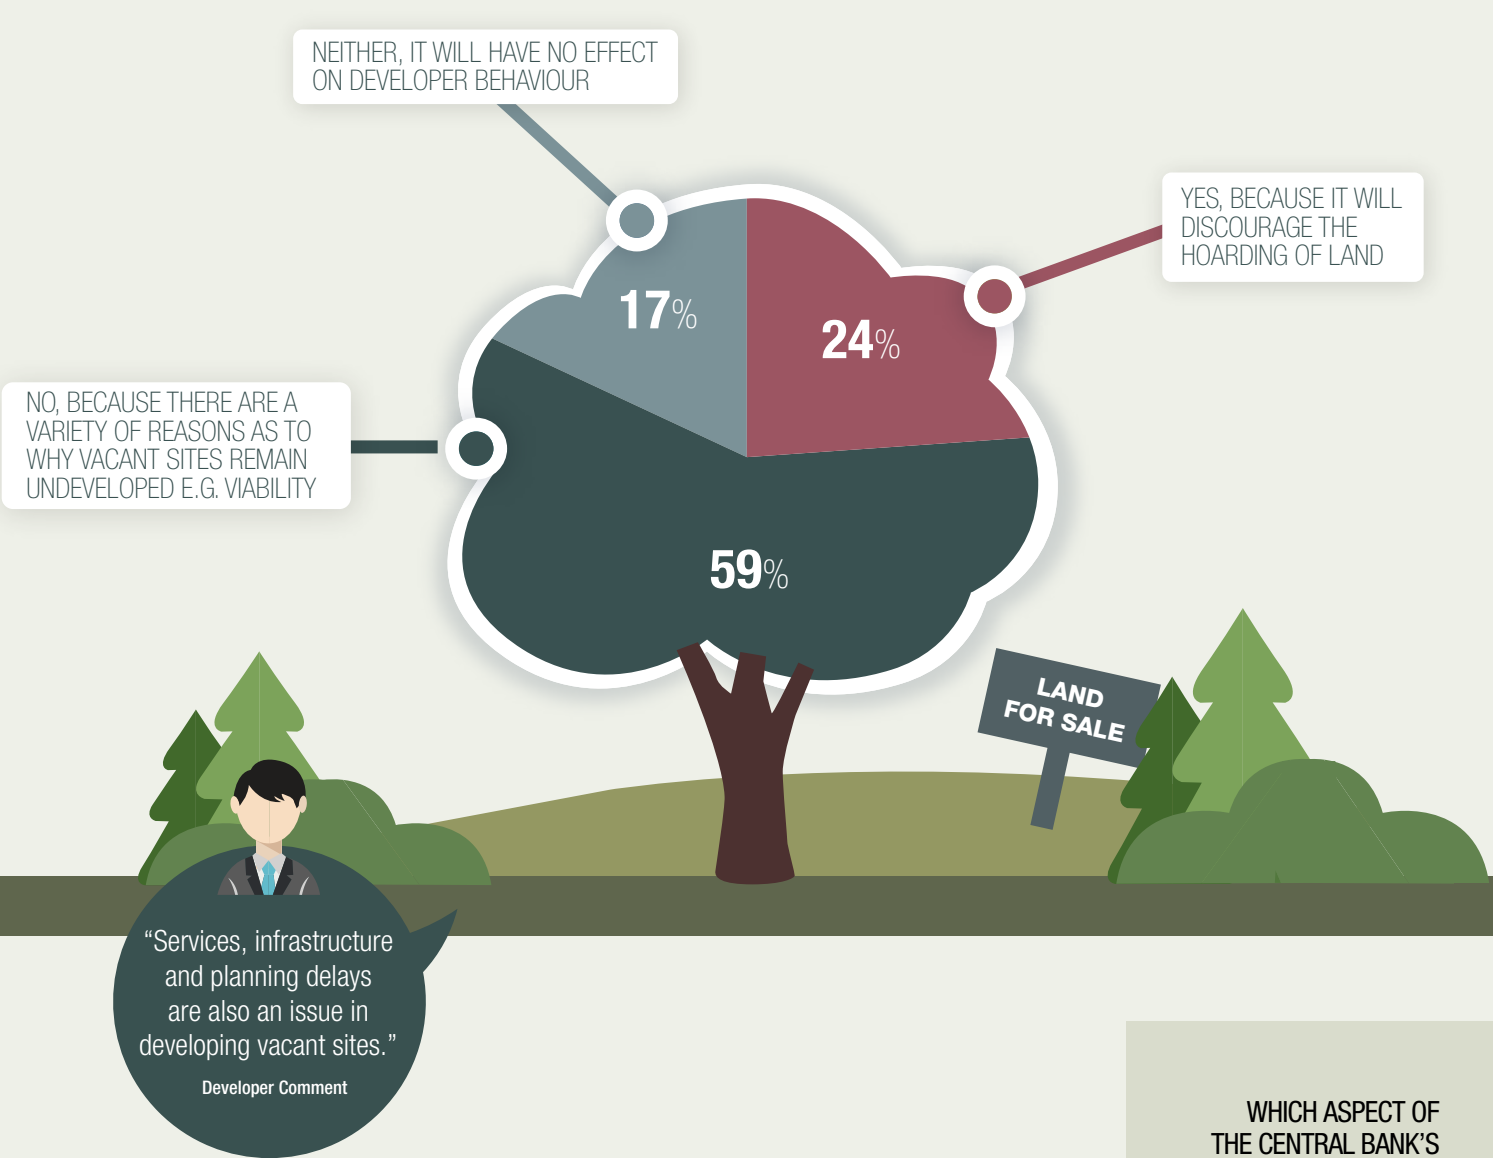 NEITHER, IT WILL HAVE NO EFFECT
ON DEVELOPER BEHAVIOUR
YES, BECAUSE IT WILL
DISCOURAGE THE
HOARDING OF LAND
17%
24%
NO, BECAUSE THERE ARE A
VARIETY OF REASONS AS TO
WHY VACANT SITES REMAIN
UNDEVELOPED E.G. VIABILITY
59%
LAND
FOR SALE
“Services, infrastructure
and planning delays
are also an issue in
developing vacant sites.”
Developer Comment
WHICH ASPECT OF
THE CENTRAL BANK’S